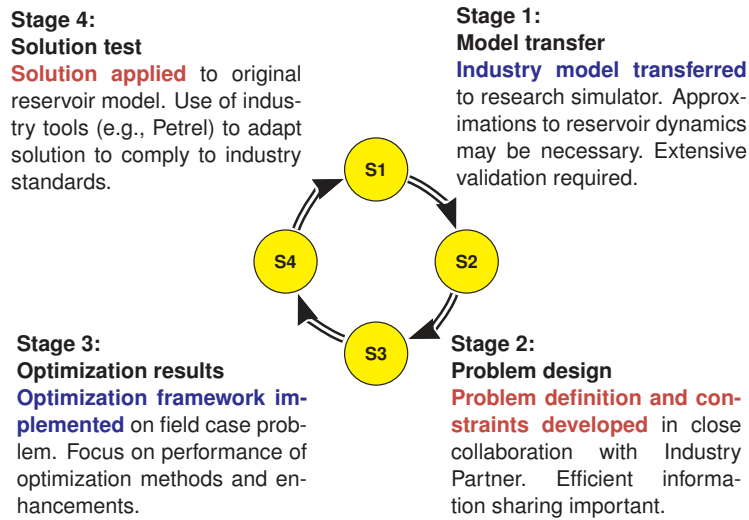 Stage 4:
Solution test
Solution applied to original
reservoir model. Use of indus-
try tools (e.g., Petrel) to adapt
solution to comply to industry
standards.
Stage 1:
Model transfer
Industry model transferred
to research simulator. Approx-
imations to reservoir dynamics
may be necessary. Extensive
validation required.
S1
S4
S2
S3
Stage 3:
Optimization results
Optimization framework im-
plemented on field case prob-
lem. Focus on performance of
optimization methods and en-
hancements.
Stage 2:
Problem design
Problem definition and con-
straints developed in close
collaboration with Industry
Partner. Efficient informa-
tion sharing important.